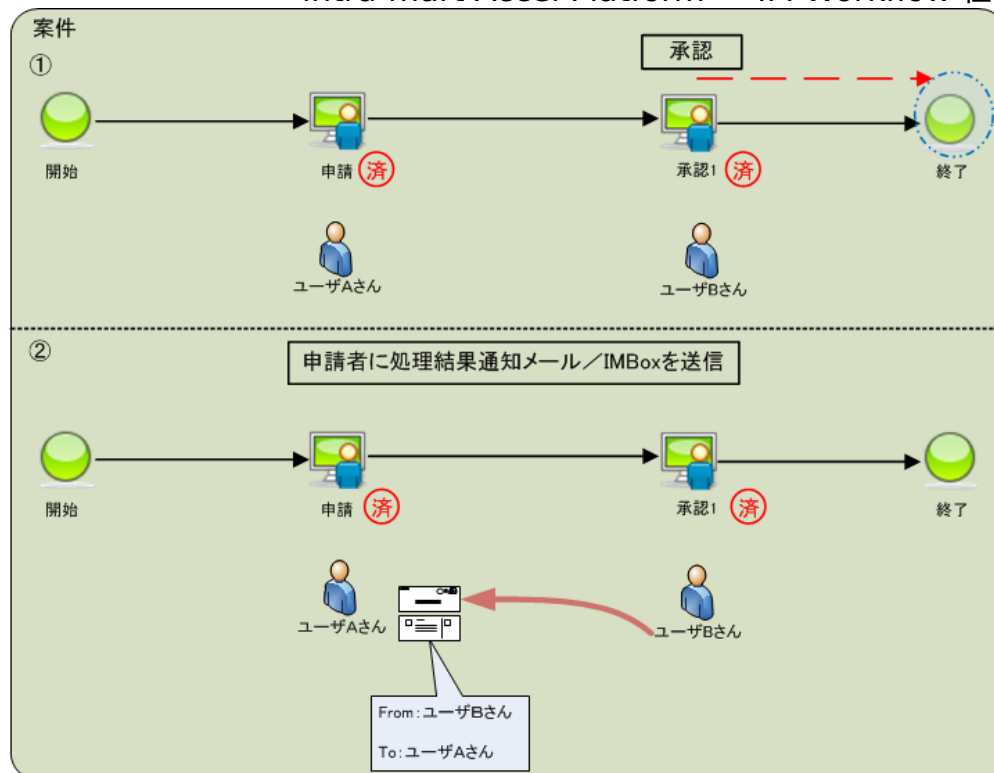 案件
①
承認
開始
申請 済
承認1 済
終了
ユーザAさん
ユーザBさん
②
申請者に処理結果通知メール／IMBoxを送信
開始
申請 済
承認1 済
終了
ユーザAさん
ユーザBさん
From:ユーザBさん
To:ユーザAさん